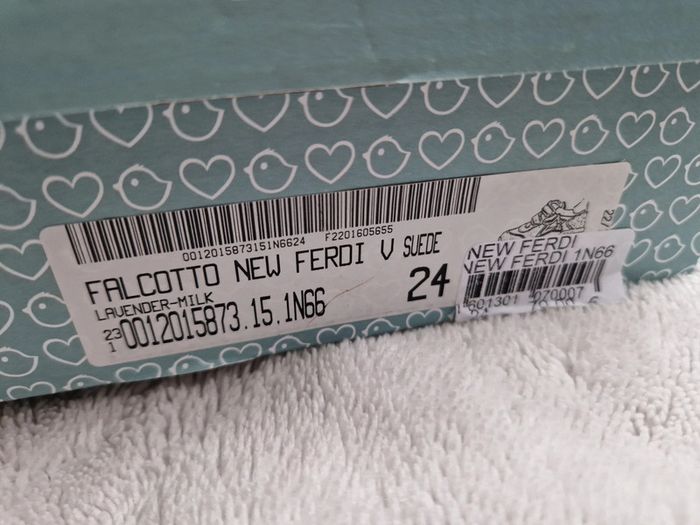 0012015873151N6624 F2201605655
FALCOTTO NEW FERDI V SUEDE
LAVENDER-MILK
24
23
1
0012015873.15.1N66
NEW FERDI
NEW FERDI 1N66
070007